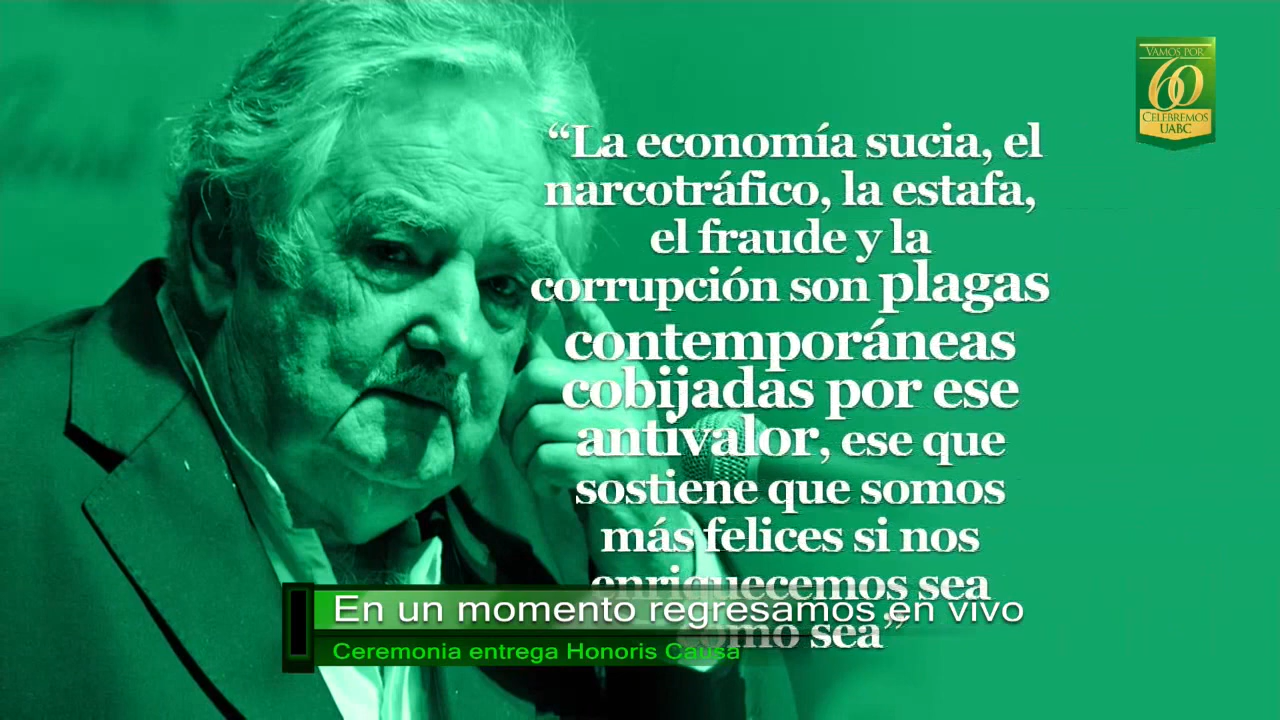 VAMOS POR
60
CELEBREMOS
UABC
“La economía sucia, el
narcotráfico, la estafa,
el fraude y la
corrupción son plagas
contemporáneas
cobijadas por ese
antivalor, ese que
sostiene que somos
más felices si nos
enriquecemos sea
como sea”
En un momento regresamos en vivo
Ceremonia entrega Honoris Causa